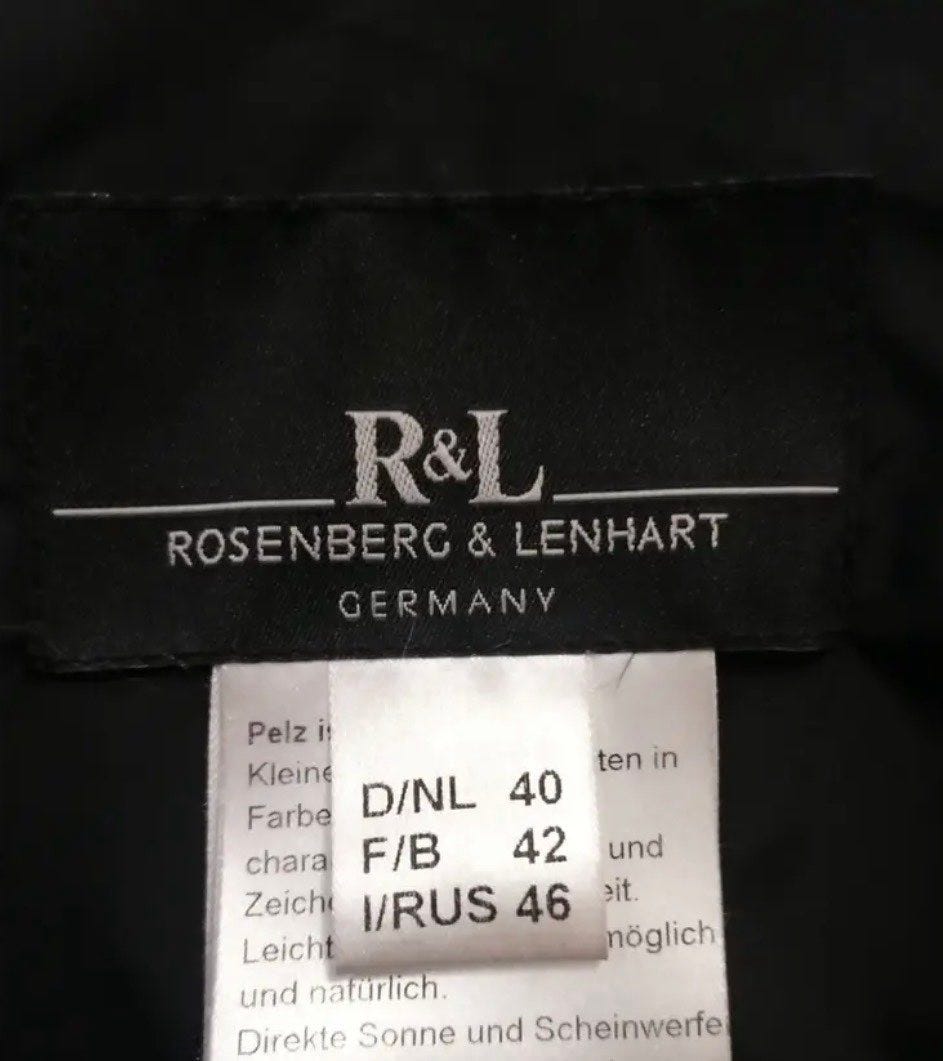 R&L
ROSENBERG & LENHART
GERMANY
D/NL 40
F/B 42
I/RUS 46
Pelz
Kleine
ten in
Farbe
chara
und
Zeich
eit.
Leicht
möglich
und natürlich.
Direkte Sonne und Scheinwerfe